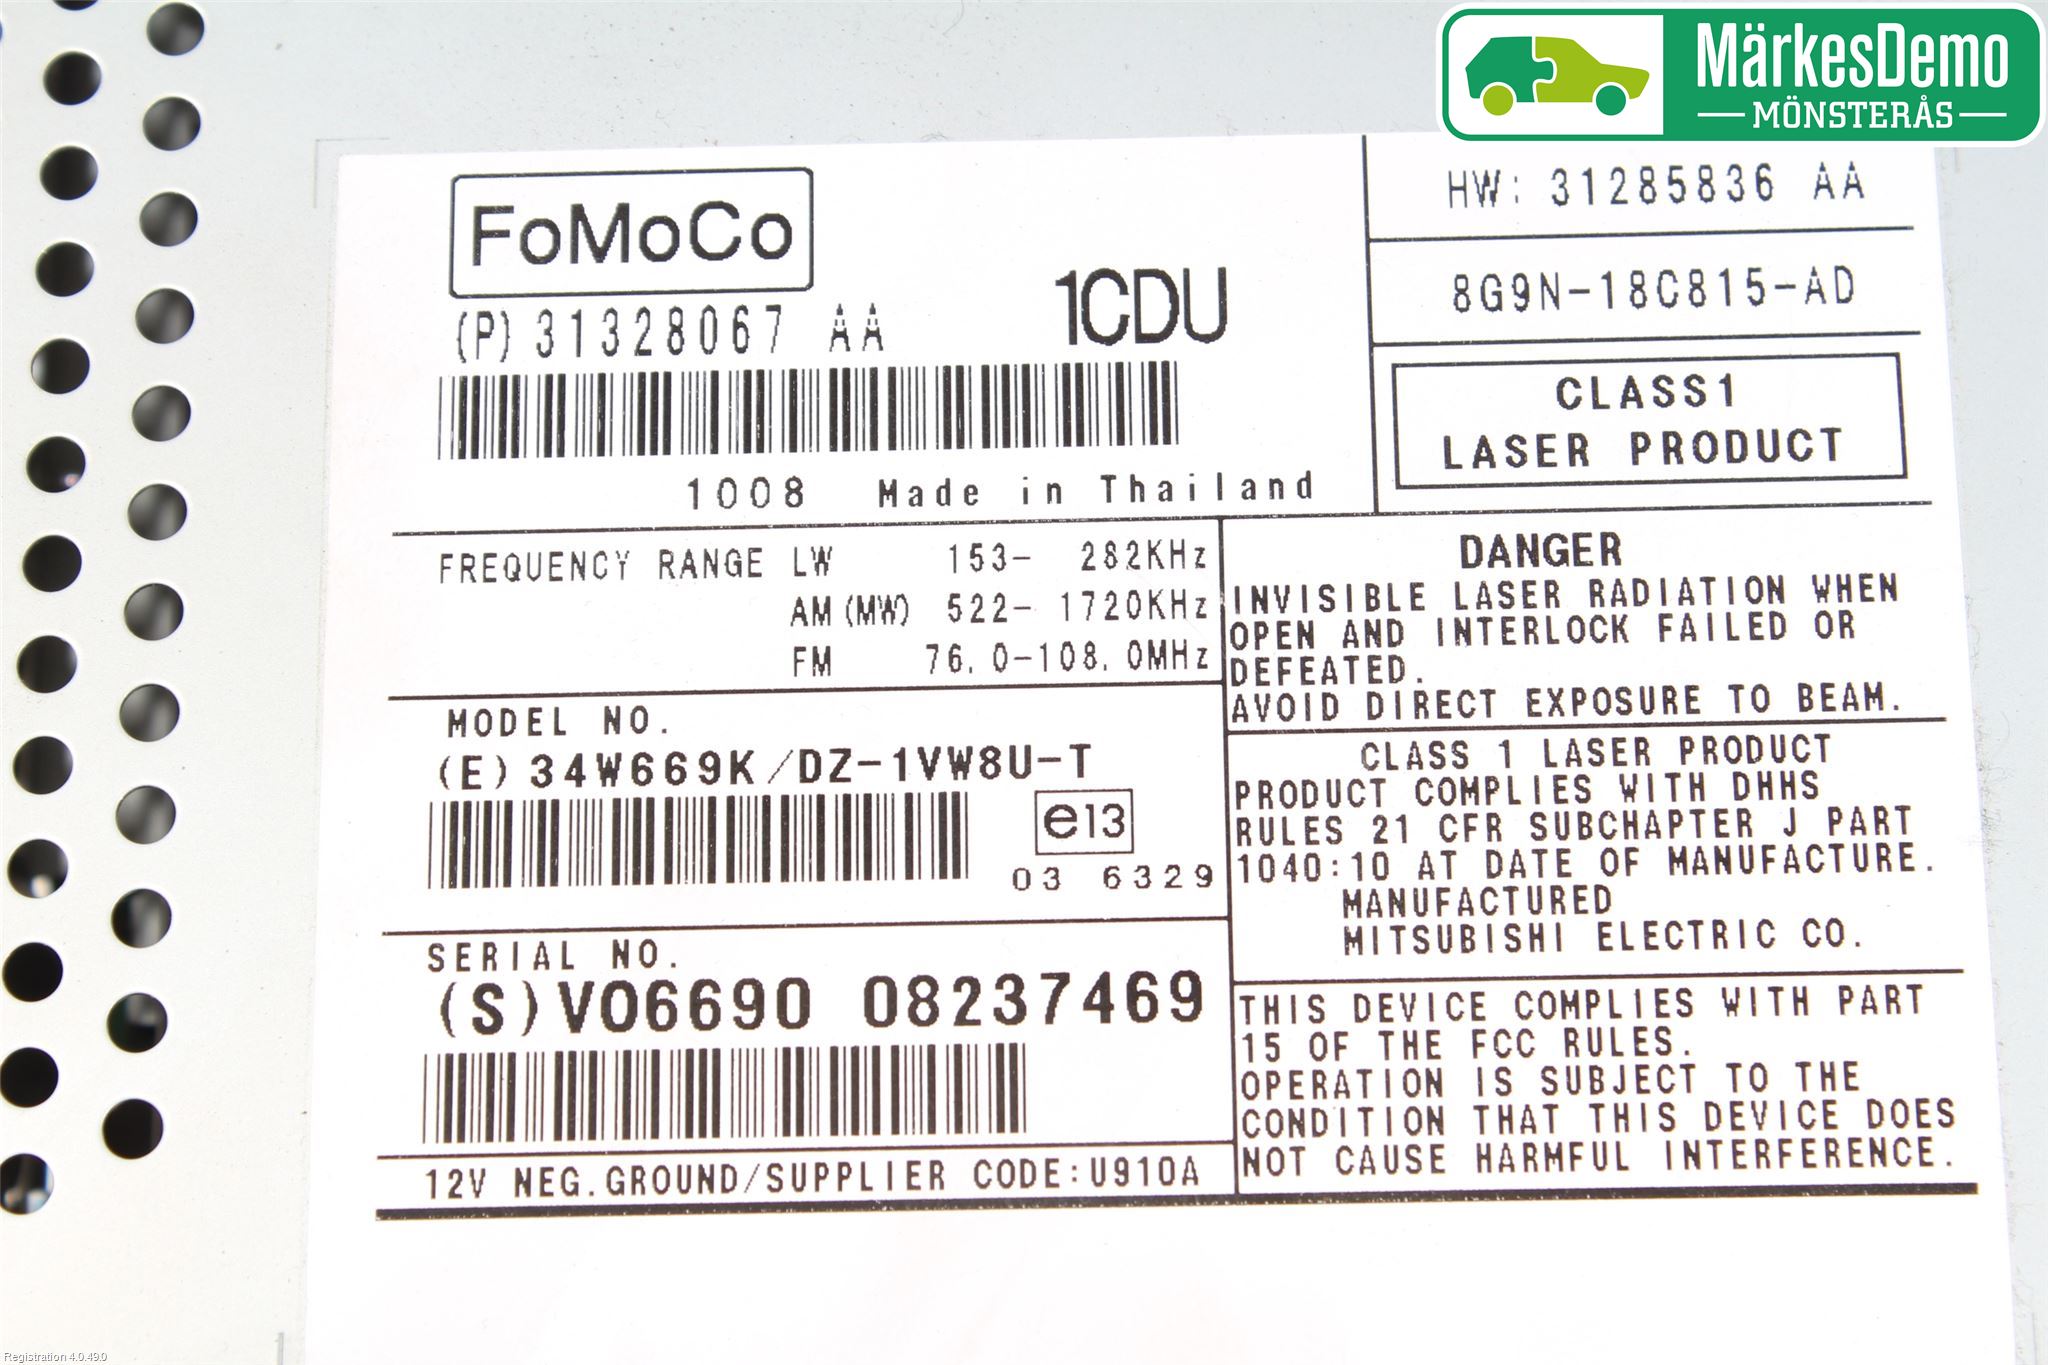 MärkesDemo
MÖNSTERÅS
FoMoCo
(P) 31328067 AA
1CDU
HW: 31285836 AA
8G9N-18C815-AD
CLASS1
LASER PRODUCT
1008 Made in Thailand
FREQUENCY RANGE LW 153- 282KHz
AM (MW) 522- 1720KHz
FM 76.0-108.0MHz
DANGER
INVISIBLE LASER RADIATION WHEN
OPEN AND INTERLOCK FAILED OR
DEFEATED.
AVOID DIRECT EXPOSURE TO BEAM.
MODEL NO.
(E) 34W669K/DZ-1VW8U-T
e13
03 6329
CLASS 1 LASER PRODUCT
PRODUCT COMPLIES WITH DHHS
RULES 21 CFR SUBCHAPTER J PART
1040:10 AT DATE OF MANUFACTURE.
MANUFACTURED
MITSUBISHI ELECTRIC CO.
SERIAL NO.
(S) VO6690 08237469
THIS DEVICE COMPLIES WITH PART
15 OF THE FCC RULES.
OPERATION IS SUBJECT TO THE
CONDITION THAT THIS DEVICE DOES
NOT CAUSE HARMFUL INTERFERENCE.
12V NEG.GROUND/SUPPLIER CODE:U910A
Registration 4.0.49.0